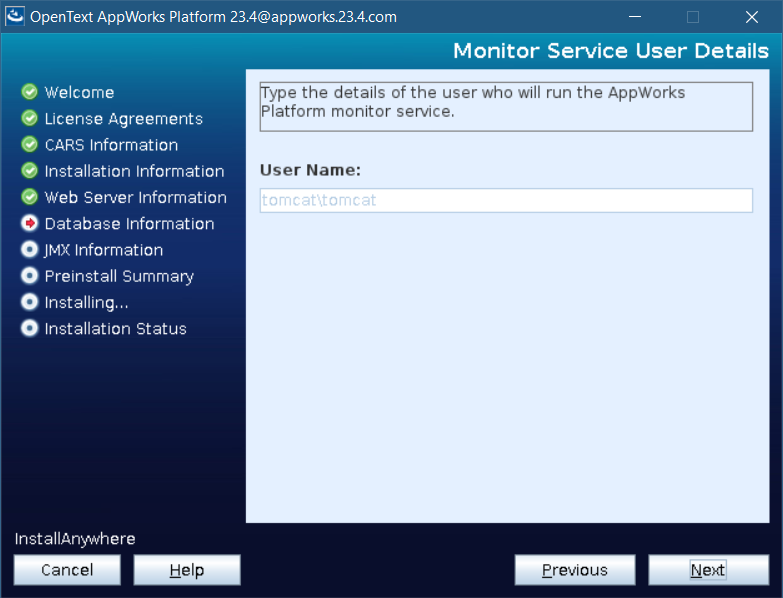 OpenText AppWorks Platform 23.4@appworks.23.4.com
Monitor Service User Details
Welcome
License Agreements
CARS Information
Installation Information
Web Server Information
Database Information
JMX Information
Preinstall Summary
Installing...
Installation Status
Type the details of the user who will run the AppWorks
Platform monitor service.
User Name:
tomcat\tomcat
InstallAnywhere
Cancel
Help
Previous
Next